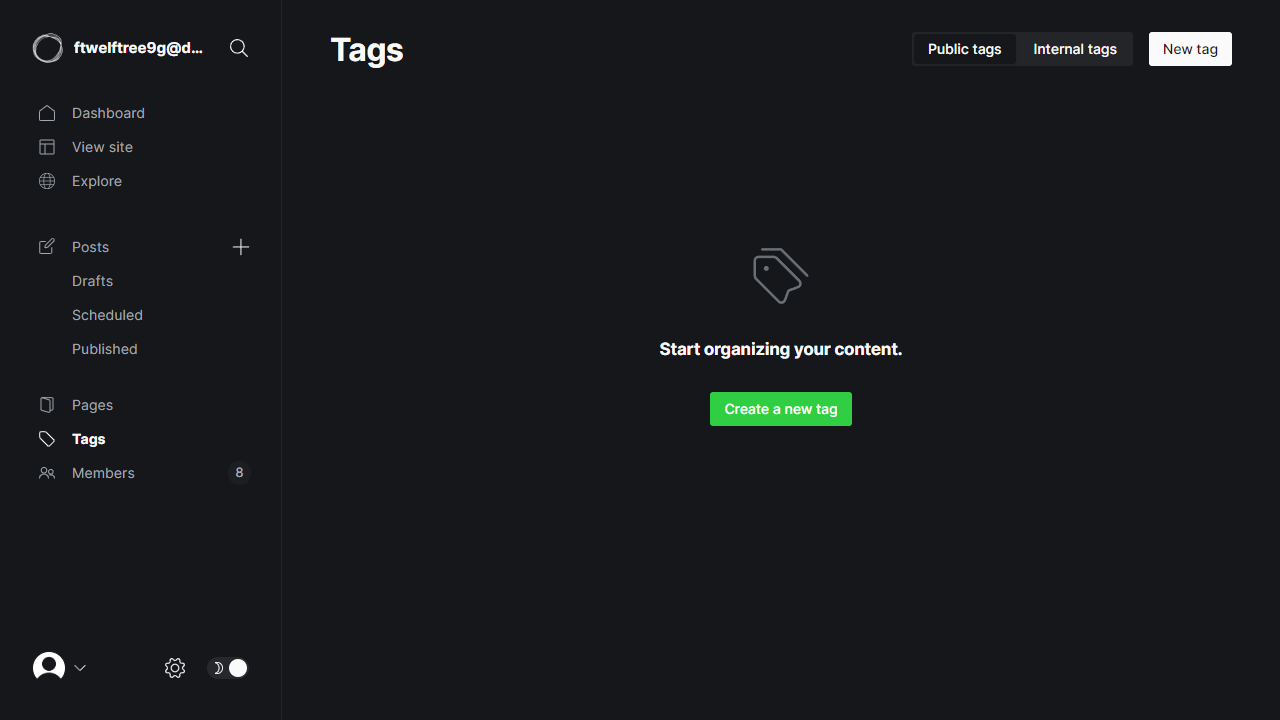 ftwelftree9g@d...
Dashboard
View site
Explore
Posts
Drafts
Scheduled
Published
Pages
Tags
Members 8
Tags
Public tags Internal tags New tag
Start organizing your content.
Create a new tag